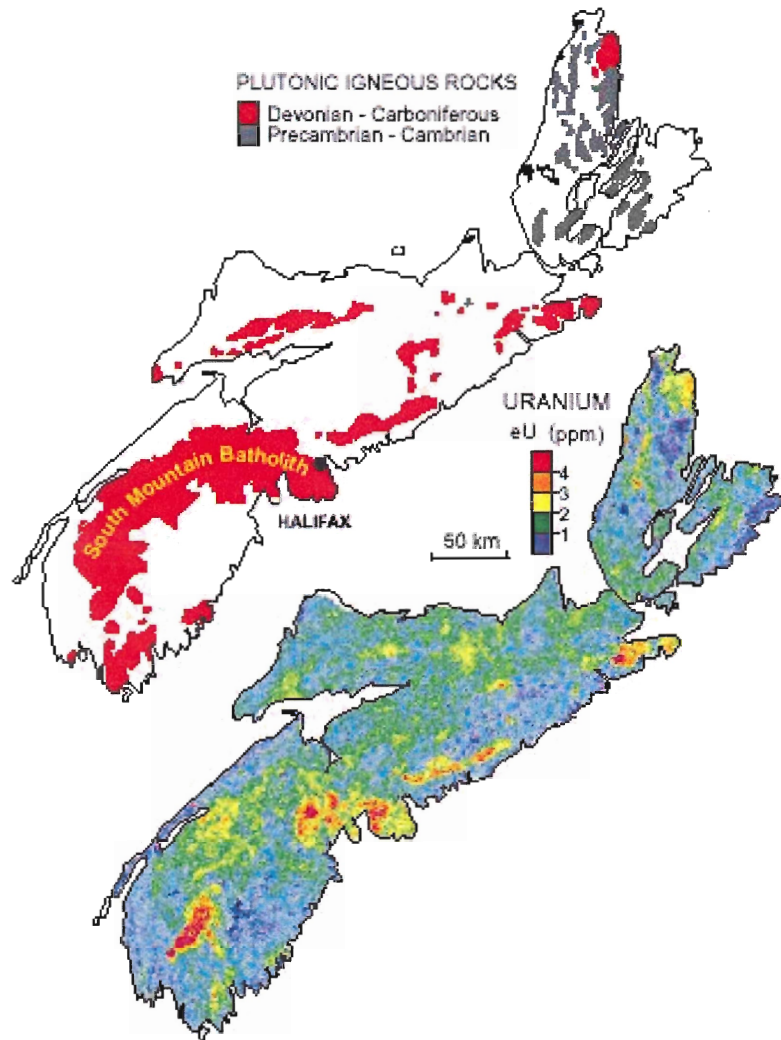 PLUTONIC IGNEOUS ROCKS
Devonian - Carboniferous
Precambrian - Cambrian
South Mountain Batholith
HALIFAX
URANIUM
eU (ppm)
4
3
2
1
50 km